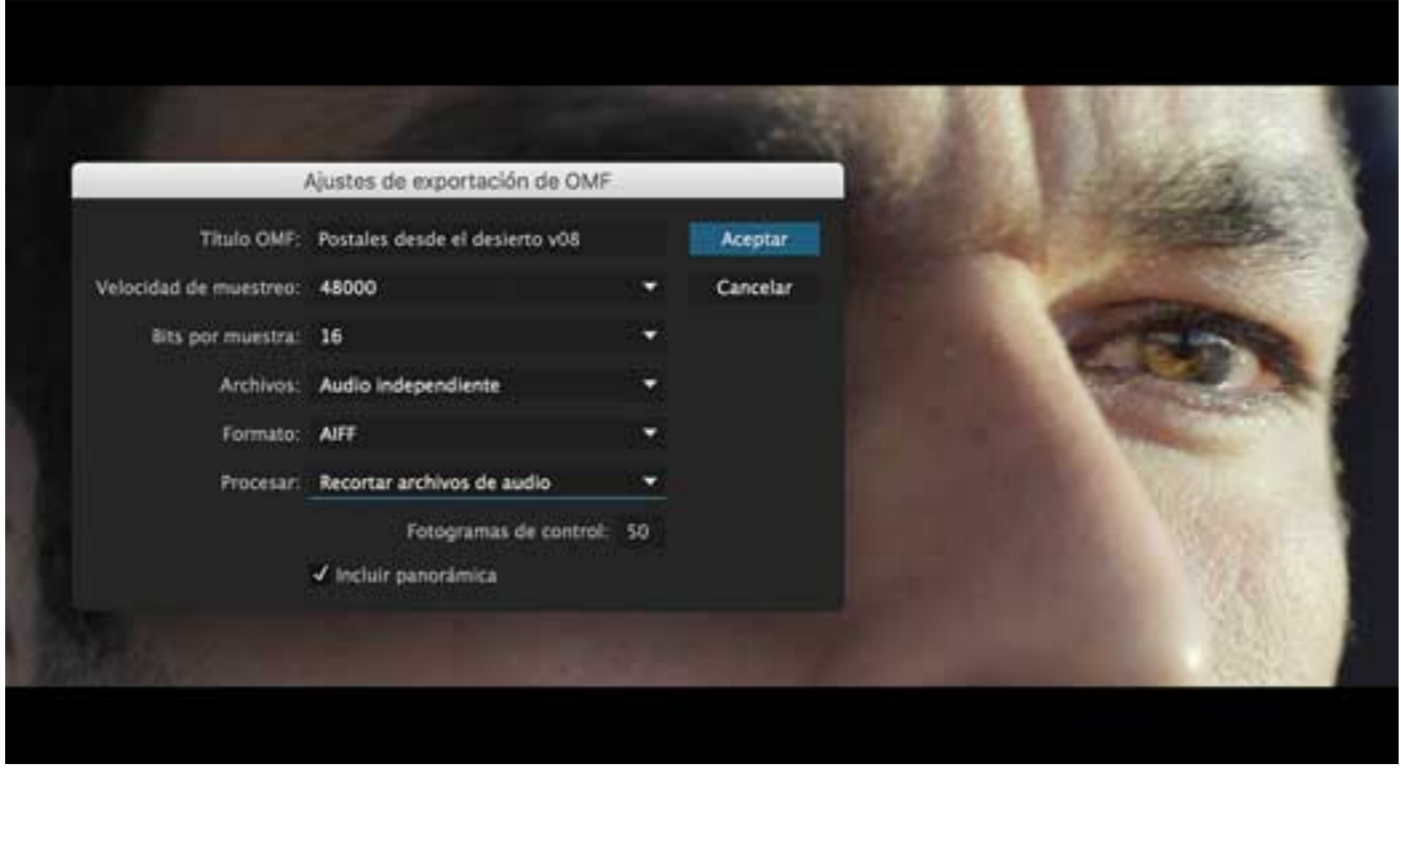 Ajustes de exportación de OMF
Título OMF: Postales desde el desierto v08 Aceptar
Velocidad de muestreo: 48000 Cancelar
Bits por muestra: 16
Archivos: Audio independiente
Formato: AIFF
Procesar: Recortar archivos de audio
Fotogramas de control: 50
✓ Incluir panorámica